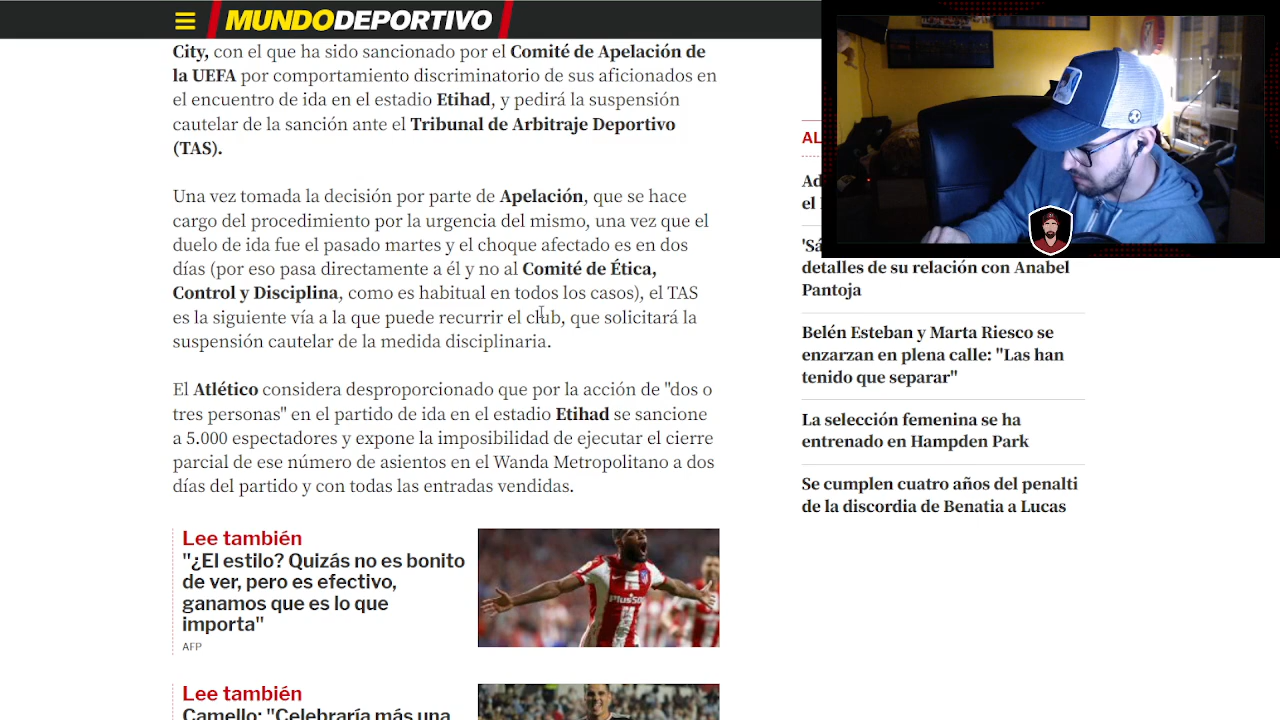 MUNDODEPORTIVO
City, con el que ha sido sancionado por el Comité de Apelación de
la UEFA por comportamiento discriminatorio de sus aficionados en
el encuentro de ida en el estadio Etihad, y pedirá la suspensión
cautelar de la sanción ante el Tribunal de Arbitraje Deportivo
(TAS).
Una vez tomada la decisión por parte de Apelación, que se hace
cargo del procedimiento por la urgencia del mismo, una vez que el
duelo de ida fue el pasdo martes y el choque afectado es en dos
días (por eso pasa directamente a él y no al Comité de Ética,
Control y Disciplina, como es habitual en todos los casos), el TAS
es la siguiente vía a la que puede recurrir el club, que solicitará la
suspensión cautelar de la medida disciplinaria.
El Atlético considera desproporcionado que por la acción de "dos o
tres personas" en el partido de ida en el estadio Etihad se sancione
a 5.000 espectadores y expone la imposibilidad de ejecutar el cierre
parcial de ese número de asientos en el Wanda Metropolitano a dos
días del partido y con todas las entradas vendidas.
Lee también
"¿El estilo? Quizás no es bonito
de ver, pero es efectivo,
ganamos que es lo que
importa"
AFP
Plus500
Lee también
Camello: "Celebraría más una
AL
Ad
el
'Sá
detalles de su relación con Anabel
Pantoja
Belén Esteban y Marta Riesco se
enzarzan en plena calle: "Las han
tenido que separar"
La selección femenina se ha
entrenado en Hampden Park
Se cumplen cuatro años del penalti
de la discordia de Benatia a Lucas